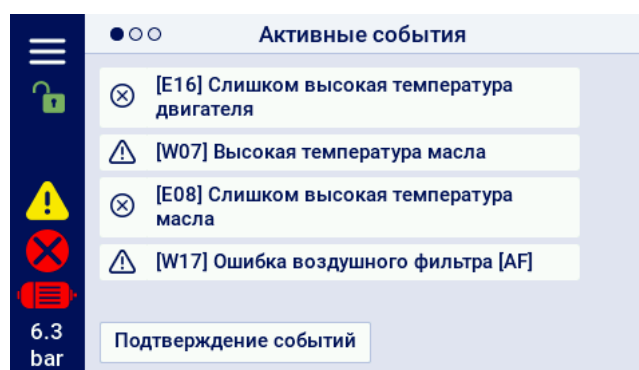 Активные события
[E16] Слишком высокая температура
двигателя
[W07] Высокая температура масла
[E08] Слишком высокая температура
масла
[W17] Ошибка воздушного фильтра [AF]
6.3
bar
Подтверждение событий